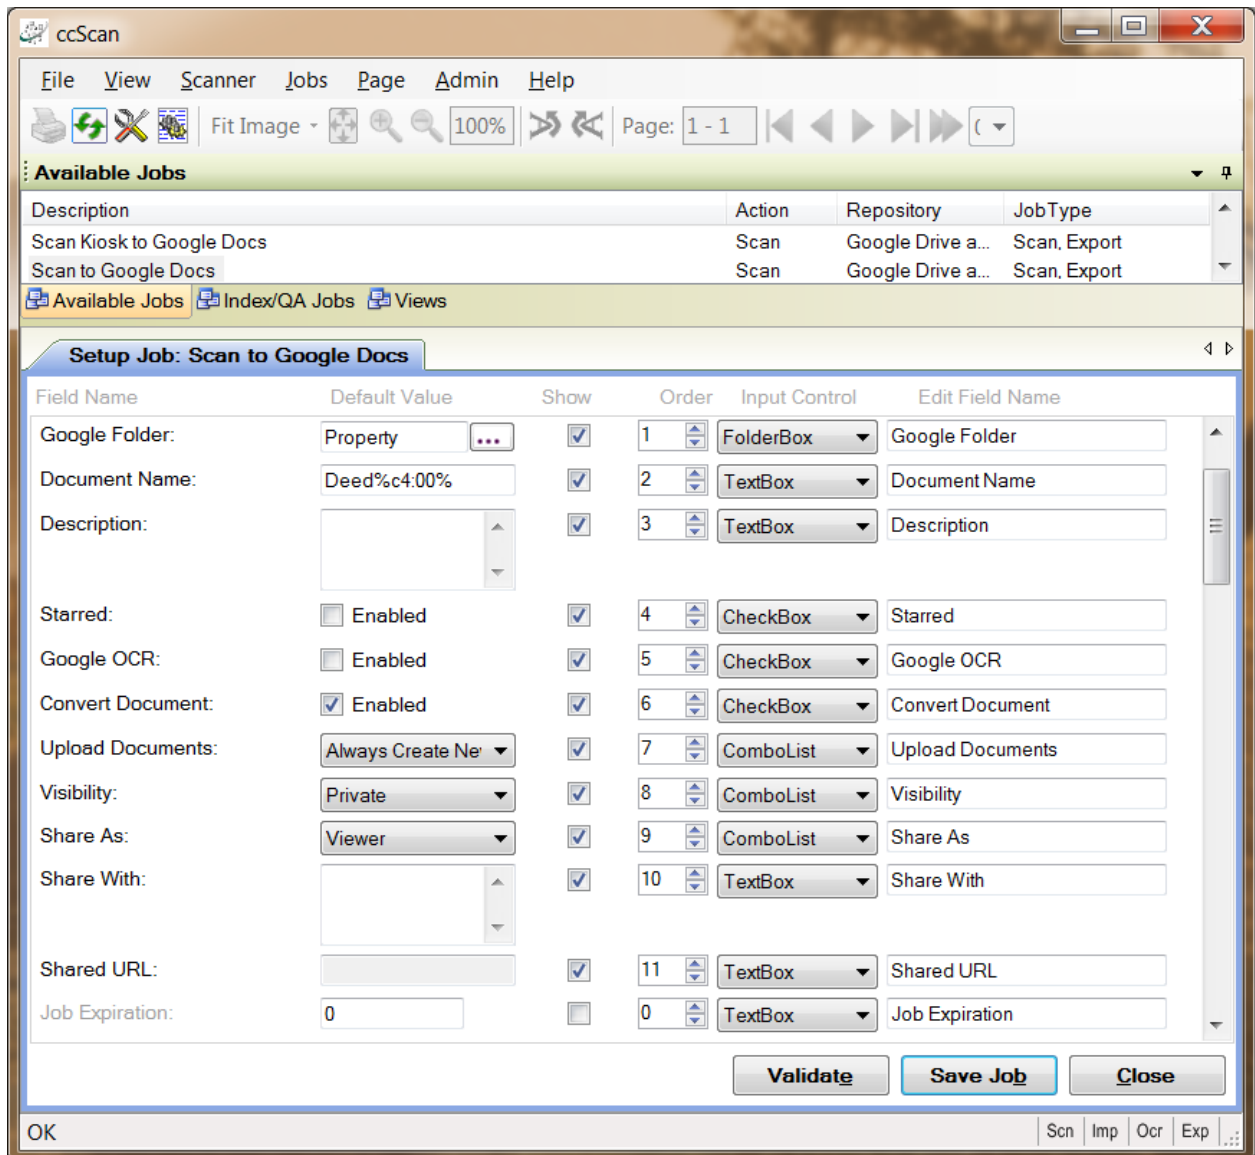 ccScan
File View Scanner Jobs Page Admin Help
Fit Image 100% Page: 1 - 1 (
Available Jobs
Description Action Repository JobType
Scan Kiosk to Google Docs Scan Google Drive a... Scan, Export
Scan to Google Docs Scan Google Drive a... Scan, Export
Available Jobs Index/QA Jobs Views
Setup Job: Scan to Google Docs
Field Name Default Value Show Order Input Control Edit Field Name
Google Folder: Property ... 1 FolderBox Google Folder
Document Name: Deed%c4:00% 2 TextBox Document Name
Description: 3 TextBox Description
Starred: Enabled 4 CheckBox Starred
Google OCR: Enabled 5 CheckBox Google OCR
Convert Document: Enabled 6 CheckBox Convert Document
Upload Documents: Always Create Ne 7 ComboList Upload Documents
Visibility: Private 8 ComboList Visibility
Share As: Viewer 9 ComboList Share As
Share With: 10 TextBox Share With
Shared URL: 11 TextBox Shared URL
Job Expiration: 0 0 TextBox Job Expiration
Validate Save Job Close
OK Scn Imp Ocr Exp